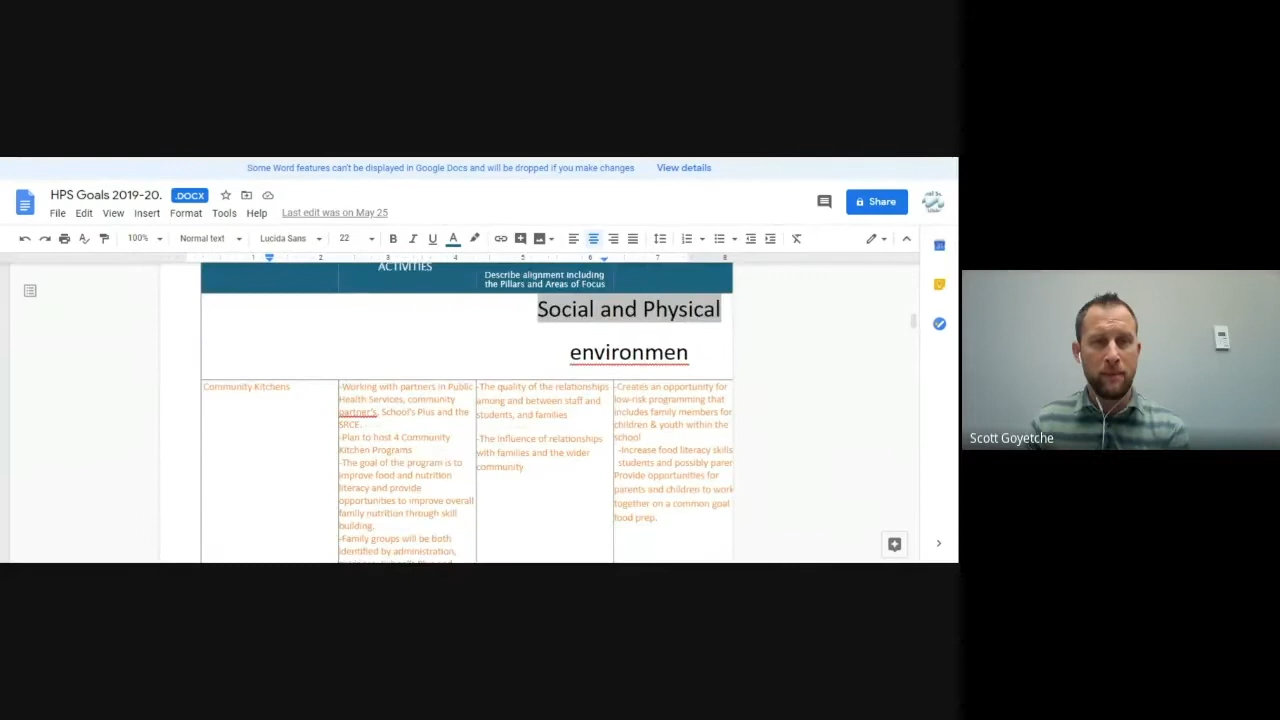 Some Word features can't be displayed in Google Docs and will be dropped if you make changes View details
HPS Goals 2019-20. .DOCX
Share
File Edit View Insert Format Tools Help Last edit was on May 25
100% Normal text Lucida Sans 22 B I U A
1 2 3 4 5 6 7 8
ACTIVITIES
Describe alignment including
the Pillars and Areas of Focus
Social and Physical
environmen
Community Kitchens
-Working with partners in Public
Health Services, community
partner's, School's Plus and the
SRCE.
-Plan to host 4 Community
Kitchen Programs
-The goal of the program is to
improve food and nutrition
literacy and provide
opportunities to improve overall
family nutrition through skill
building.
-Family groups will be both
identified by administration,
-The quality of the relationships
among and between staff and
students, and families
-The Influence of relationships
with families and the wider
community
-Creates an opportunity for
low-risk programming that
includes family members for
children & youth within the
school
-Increase food literacy skills
students and possibly paren
Provide opportunities for
parents and children to work
together on a common goal
food prep.
Scott Goyetche